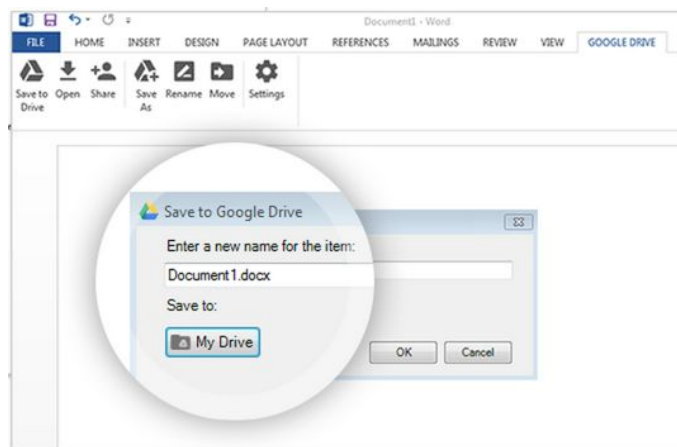 Document1 - Word
FILE HOME INSERT DESIGN PAGE LAYOUT REFERENCES MAILINGS REVIEW VIEW GOOGLE DRIVE
Save to Drive Open Share Save As Rename Move Settings
Save to Google Drive
Enter a new name for the item:
Document1.docx
Save to:
My Drive
OK Cancel